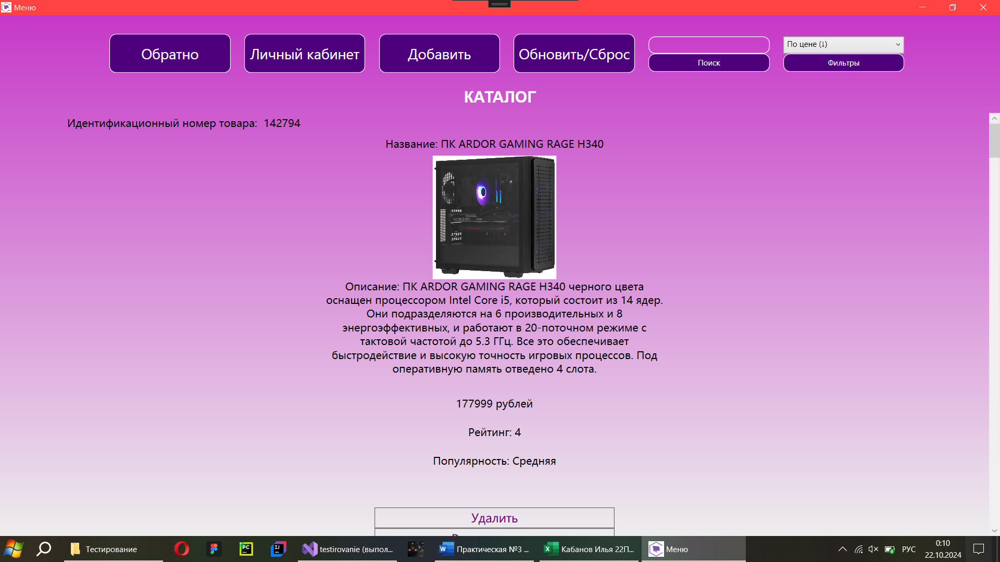 Меню
Обратно
Личный кабинет
Добавить
Обновить/Сброс
По цене (↓)
Поиск
Фильтры
КАТАЛОГ
Идентификационный номер товара: 142794
Название: ПК ARDOR GAMING RAGE H340
GEFORCE RTX
Описание: ПК ARDOR GAMING RAGE H340 черного цвета
оснащен процессором Intel Core i5, который состоит из 14 ядер.
Они подразделяются на 6 производительных и 8
энергоэффективных, и работают в 20-поточном режиме с
тактовой частотой до 5.3 ГГц. Все это обеспечивает
быстродействие и высокую точность игровых процессов. Под
оперативную память отведено 4 слота.
177999 рублей
Рейтинг: 4
Популярность: Средняя
Удалить
Тестирование
PC
IJ
testirovanie (выпол...
W
Практическая №3 ...
X
Кабанов Илья 22П...
Меню
РУС
0:10
22.10.2024